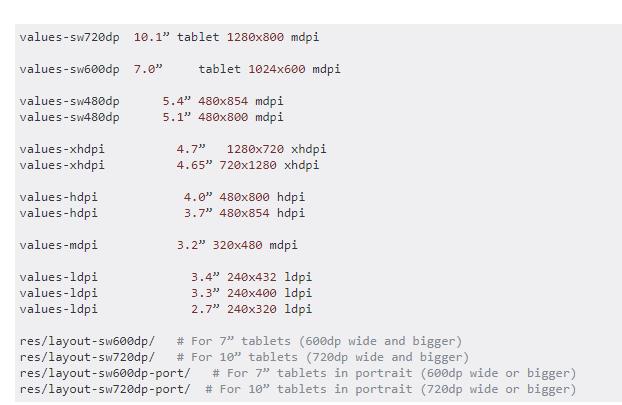 values-sw720dp  10.1” tablet 1280x800 mdpi
values-sw600dp  7.0”     tablet 1024x600 mdpi
values-sw480dp      5.4” 480x854 mdpi
values-sw480dp      5.1” 480x800 mdpi
values-xhdpi          4.7”   1280x720 xhdpi
values-xhdpi          4.65” 720x1280 xhdpi
values-hdpi            4.0” 480x800 hdpi
values-hdpi            3.7” 480x854 hdpi
values-mdpi           3.2” 320x480 mdpi
values-ldpi             3.4” 240x432 ldpi
values-ldpi             3.3” 240x400 ldpi
values-ldpi             2.7” 240x320 ldpi
res/layout-sw600dp/   # For 7” tablets (600dp wide and bigger)
res/layout-sw720dp/   # For 10” tablets (720dp wide and bigger)
res/layout-sw600dp-port/   # For 7” tablets in portrait (600dp wide or bigger)
res/layout-sw720dp-port/  # For 10” tablets in portrait (720dp wide or bigger)